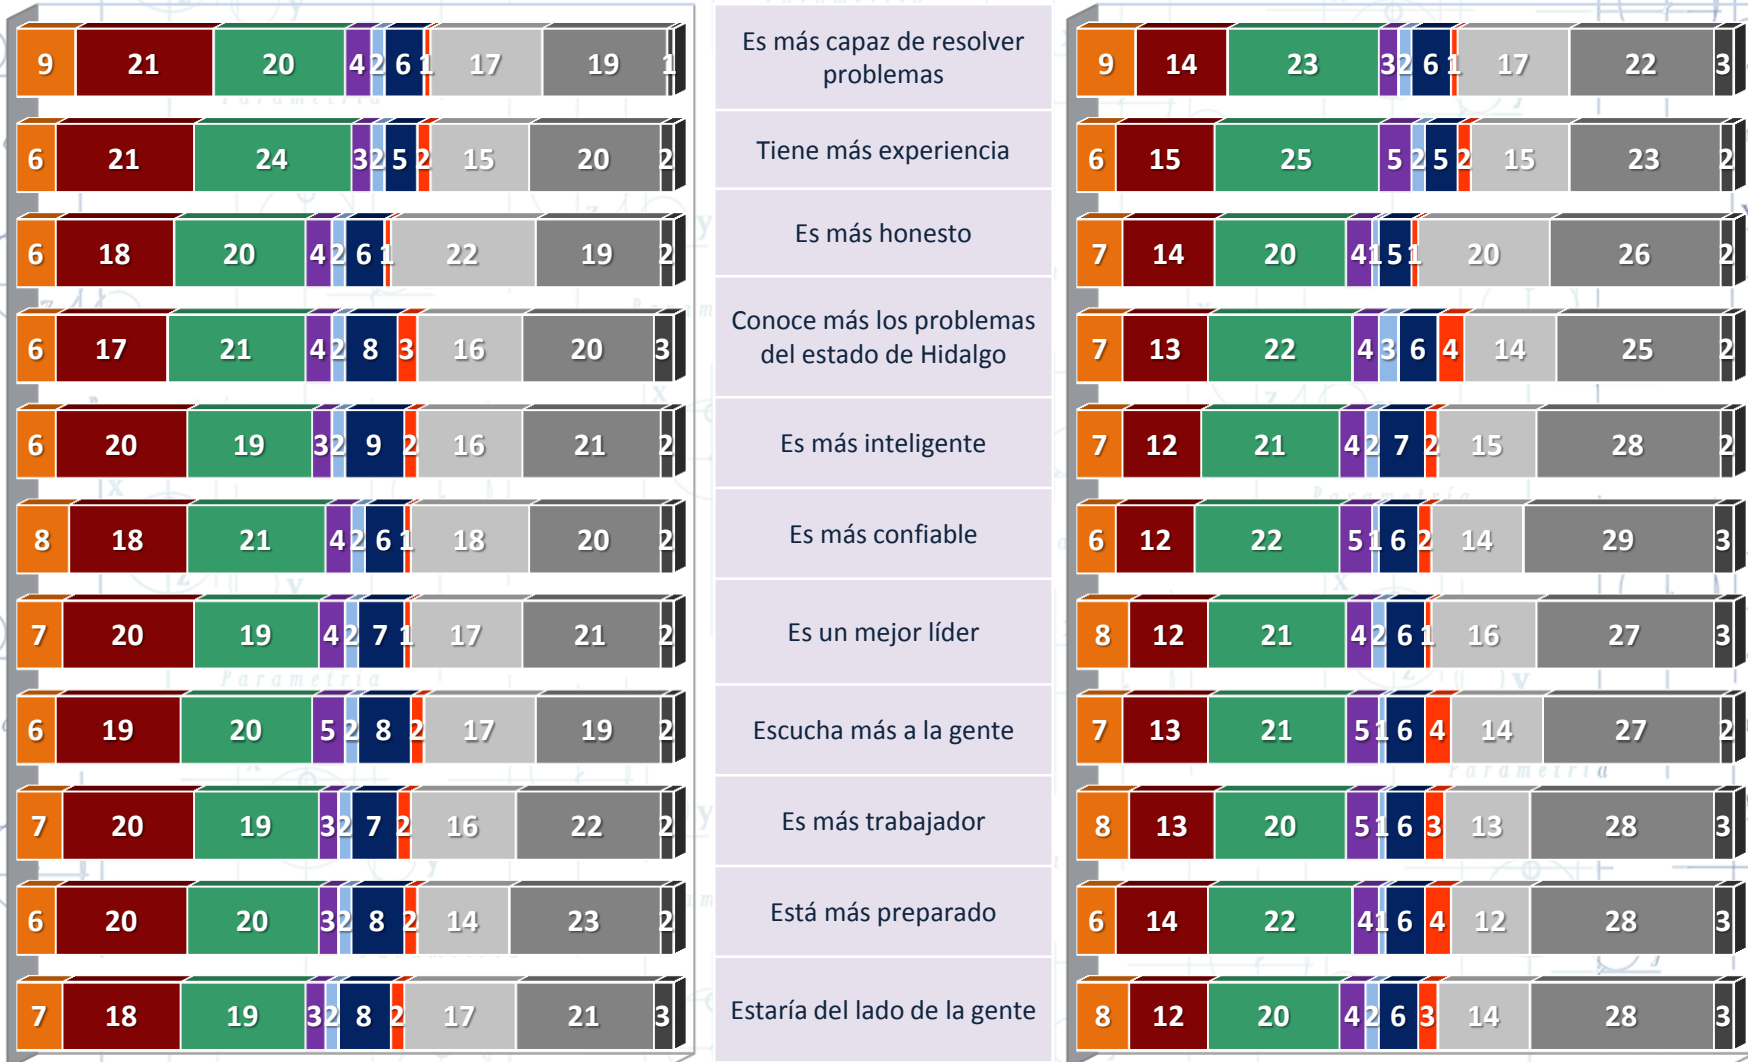 9 21 20 4 2 6 1 17 19 1
Es más capaz de resolver
problemas
9 14 23 3 2 6 1 17 22 3
6 21 24 3 2 5 2 15 20 2
Tiene más experiencia
6 15 25 5 2 5 2 15 23 2
6 18 20 4 2 6 1 22 19 2
Es más honesto
7 14 20 4 1 5 1 20 26 2
6 17 21 4 2 8 3 16 20 3
Conoce más los problemas
del estado de Hidalgo
7 13 22 4 3 6 4 14 25 2
6 20 19 3 2 9 2 16 21 2
Es más inteligente
7 12 21 4 2 7 2 15 28 2
8 18 21 4 2 6 1 18 20 2
Es más confiable
6 12 22 5 1 6 2 14 29 3
7 20 19 4 2 7 1 17 21 2
Es un mejor líder
8 12 21 4 2 6 1 16 27 3
6 19 20 5 2 8 2 17 19 2
Escucha más a la gente
7 13 21 5 1 6 4 14 27 2
7 20 19 3 2 7 2 16 22 2
Es más trabajador
8 13 20 5 1 6 3 13 28 3
6 20 20 3 2 8 2 14 23 2
Está más preparado
6 14 22 4 1 6 4 12 28 3
7 18 19 3 2 8 2 17 21 3
Estaría del lado de la gente
8 12 20 4 2 6 3 14 28 3